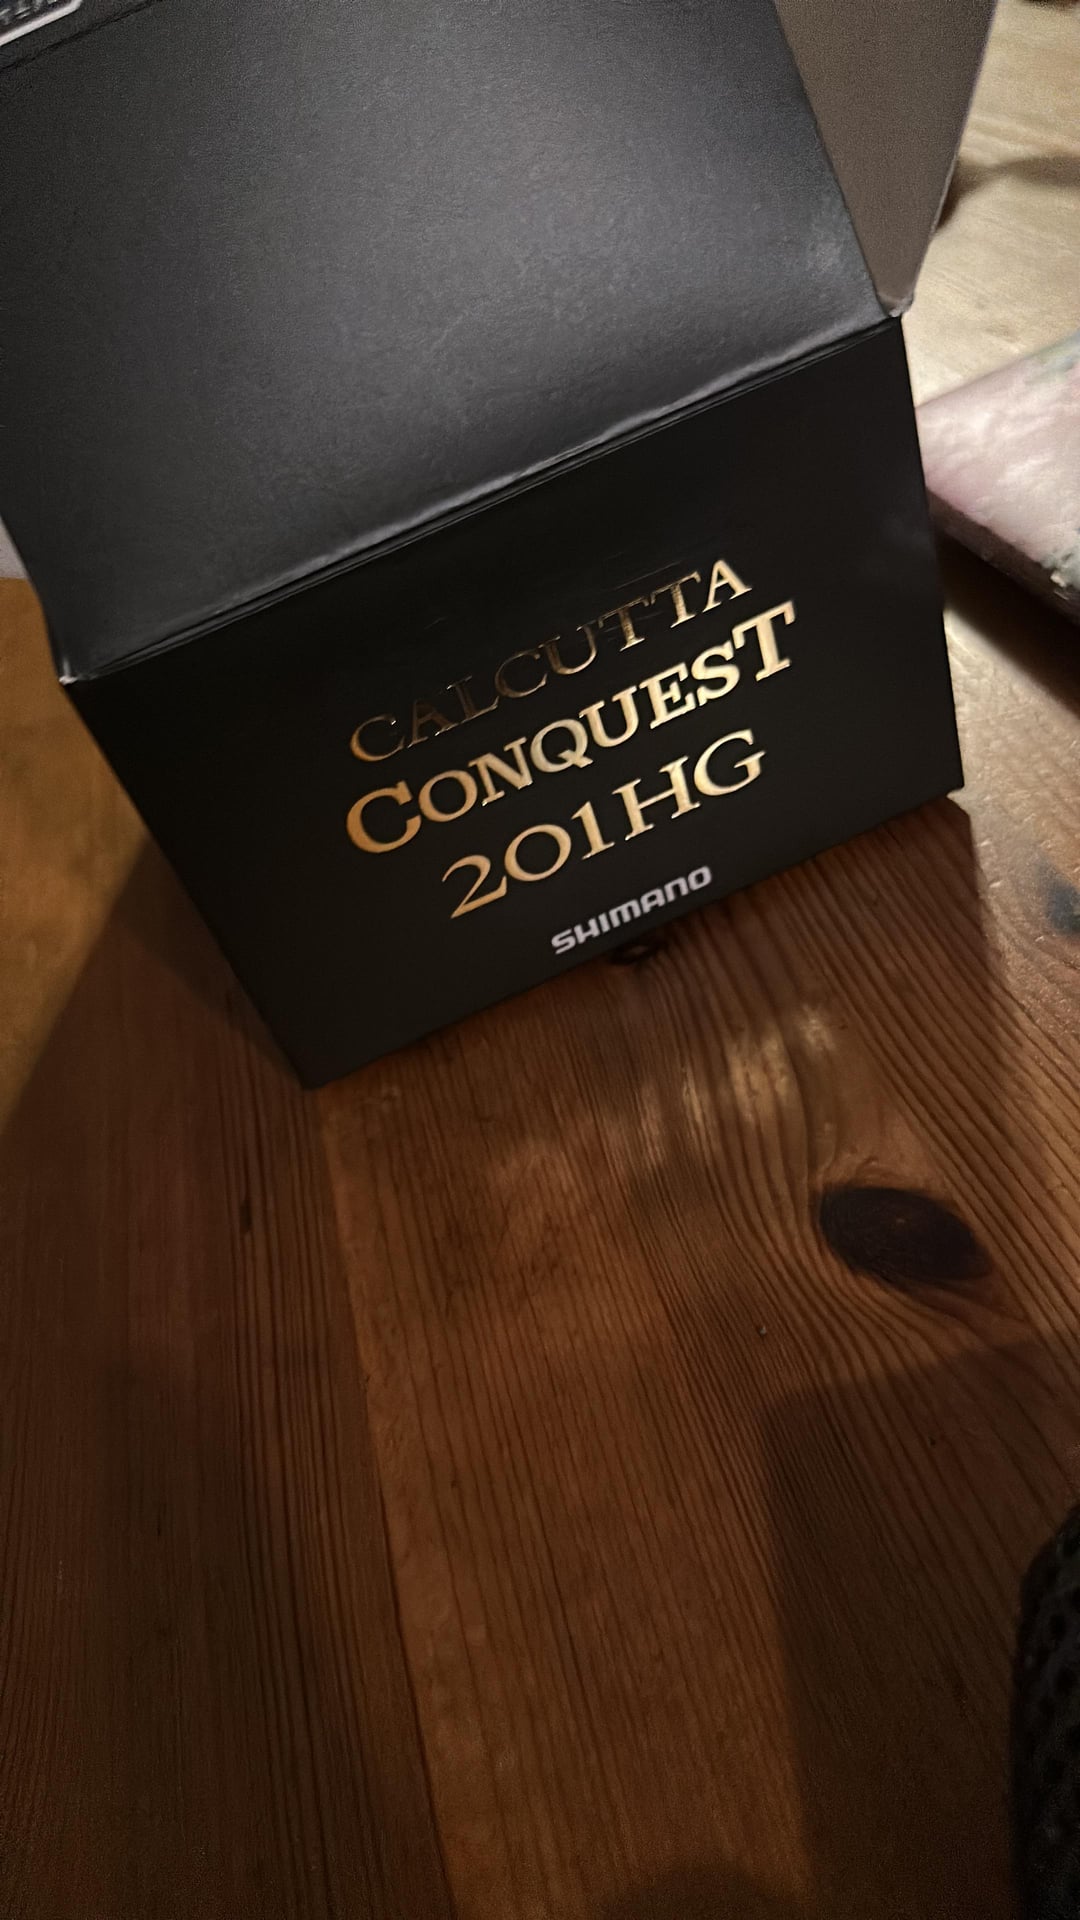 CALCUTTA
CONQUEST
201HG
SHIMANO